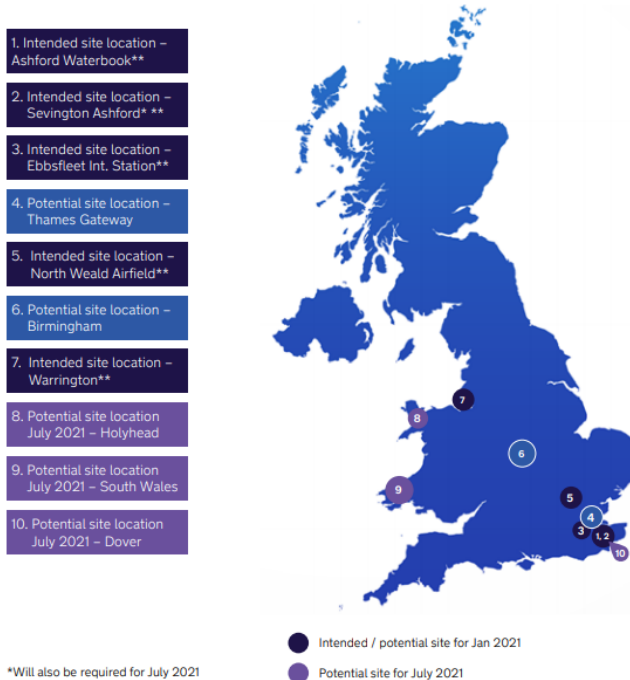 1. Intended site location –
Ashford Waterbook**
2. Intended site location –
Sevington Ashford* **
3. Intended site location –
Ebbsfleet Int. Station**
4. Potential site location –
Thames Gateway
5. Intended site location –
North Weald Airfield**
6. Potential site location –
Birmingham
7. Intended site location –
Warrington**
8. Potential site location
July 2021 – Holyhead
9. Potential site location
July 2021 – South Wales
10. Potential site location
July 2021 – Dover
7
8
6
9
5
4
3
1, 2
10
Intended / potential site for Jan 2021
*Will also be required for July 2021
Potential site for July 2021